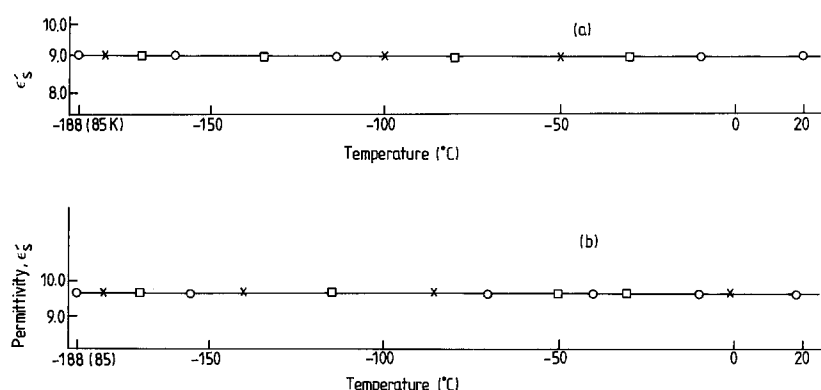 (a)
10.0
9.0
8.0
ε's
-188 (85K) -150 -100 -50 0 20
Temperature (°C)
(b)
Permittivity, ε's
10.0
9.0
-188 (85) -150 -100 -50 0 20
Temperature (°C)